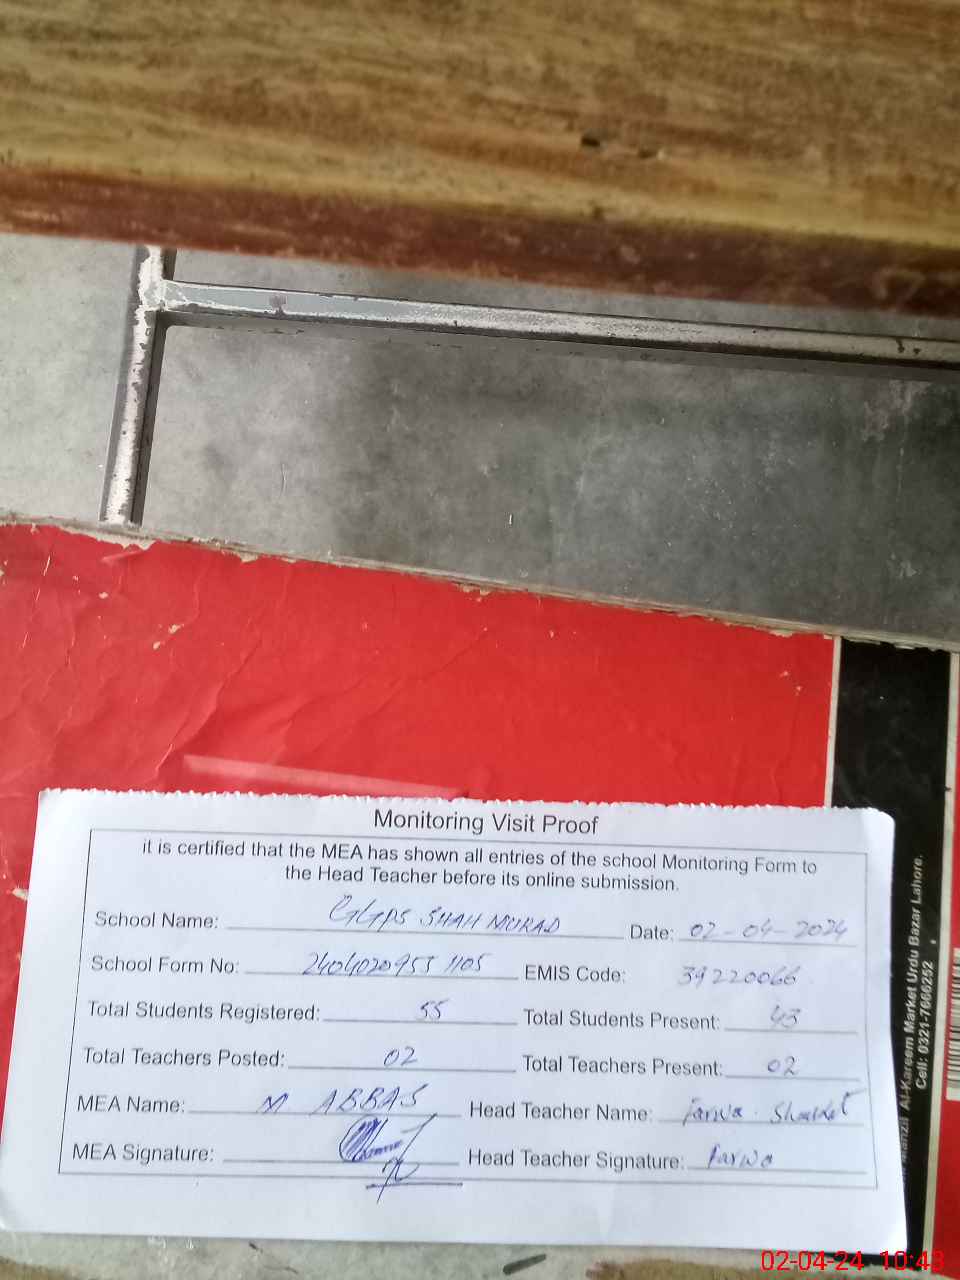 Monitoring Visit Proof
it is certified that the MEA has shown all entries of the school Monitoring Form to
the Head Teacher before its online submission.
School Name: GGPS SHAH MURAD Date: 02-04-2024
School Form No: 24040209551105 EMIS Code: 39220066
Total Students Registered: 55 Total Students Present: 43
Total Teachers Posted: 02 Total Teachers Present: 02
MEA Name: M ABBAS Head Teacher Name: Farwa Shaukat
MEA Signature: Head Teacher Signature: Farwa
Al-Kareem Market Urdu Bazar Lahore.
Cell: 0321-7666252
02-04-24 10:43